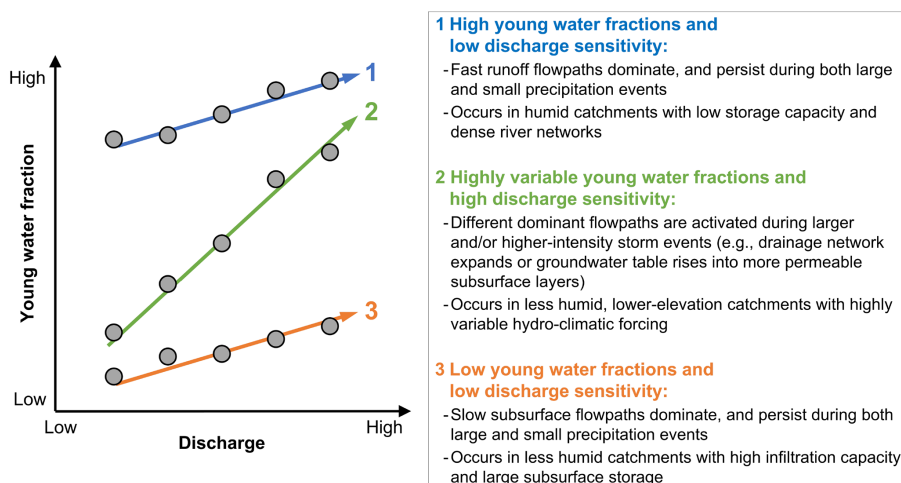 High
Young water fraction
Low
Low
Discharge
High
1
2
3
1 High young water fractions and
low discharge sensitivity:
-Fast runoff flowpaths dominate, and persist during both large
and small precipitation events
-Occurs in humid catchments with low storage capacity and
dense river networks
2 Highly variable young water fractions and
high discharge sensitivity:
-Different dominant flowpaths are activated during larger
and/or higher-intensity storm events (e.g., drainage network
expands or groundwater table rises into more permeable
subsurface layers)
-Occurs in less humid, lower-elevation catchments with highly
variable hydro-climatic forcing
3 Low young water fractions and
low discharge sensitivity:
-Slow subsurface flowpaths dominate, and persist during both
large and small precipitation events
-Occurs in less humid catchments with high infiltration capacity
and large subsurface storage